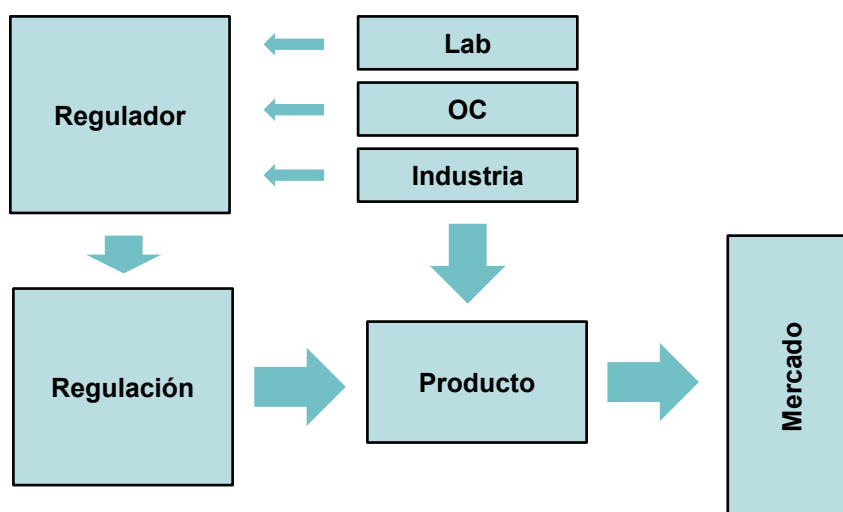 Regulador
Lab
OC
Industria
Regulación
Producto
Mercado